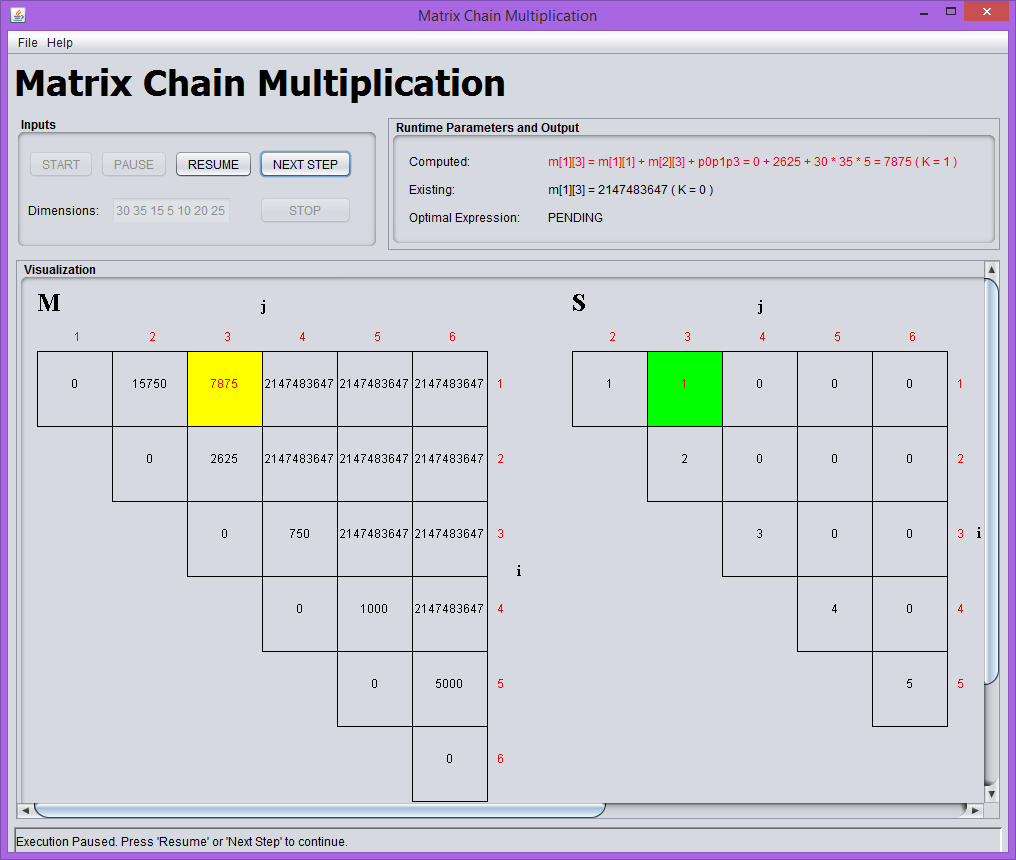 Matrix Chain Multiplication
File Help
Matrix Chain Multiplication
Inputs
START PAUSE RESUME NEXT STEP
Dimensions: 30 35 15 5 10 20 25 STOP
Runtime Parameters and Output
Computed: m[1][3] = m[1][1] + m[2][3] + p0p1p3 = 0 + 2625 + 30 * 35 * 5 = 7875 ( K = 1 )
Existing: m[1][3] = 2147483647 ( K = 0 )
Optimal Expression: PENDING
Visualization
M j
1 2 3 4 5 6
0 15750 7875 2147483647 2147483647 2147483647 1
0 2625 2147483647 2147483647 2147483647 2
0 750 2147483647 2147483647 3
i
0 1000 2147483647 4
0 5000 5
0 6
S j
2 3 4 5 6
1 1 0 0 0 1
2 0 0 0 2
3 0 0 3 i
4 0 4
5 5
Execution Paused. Press 'Resume' or 'Next Step' to continue.